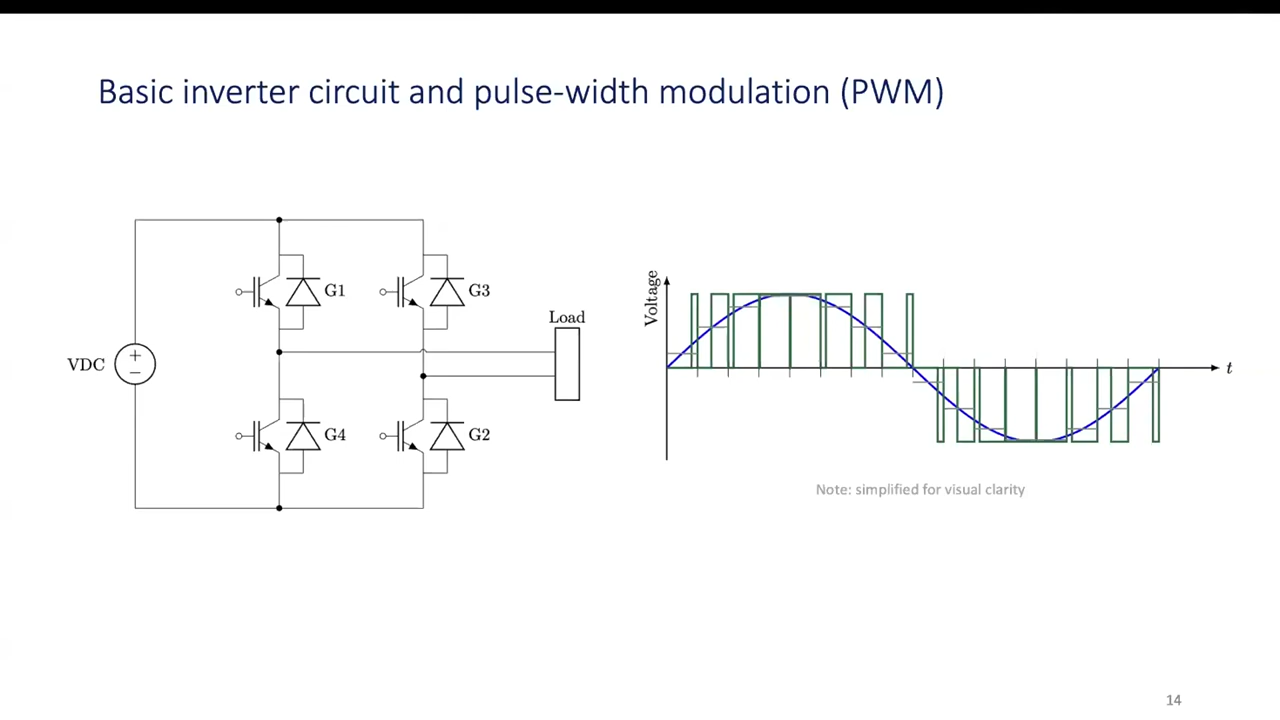 Basic inverter circuit and pulse-width modulation (PWM)
G1
G3
Load
VDC
+
−
G4
G2
Voltage
t
Note: simplified for visual clarity
14